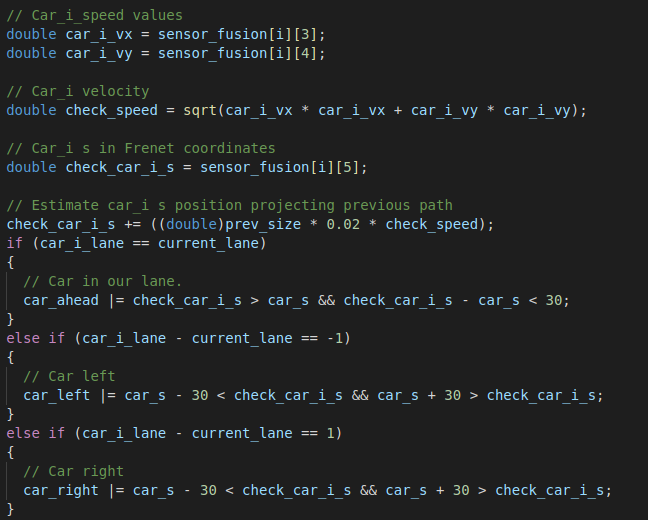 // Car_i_speed values
double car_i_vx = sensor_fusion[i][3];
double car_i_vy = sensor_fusion[i][4];

// Car_i velocity
double check_speed = sqrt(car_i_vx * car_i_vx + car_i_vy * car_i_vy);

// Car_i s in Frenet coordinates
double check_car_i_s = sensor_fusion[i][5];

// Estimate car_i s position projecting previous path
check_car_i_s += ((double)prev_size * 0.02 * check_speed);
if (car_i_lane == current_lane)
{
  // Car in our lane.
  car_ahead |= check_car_i_s > car_s && check_car_i_s - car_s < 30;
}
else if (car_i_lane - current_lane == -1)
{
  // Car left
  car_left |= car_s - 30 < check_car_i_s && car_s + 30 > check_car_i_s;
}
else if (car_i_lane - current_lane == 1)
{
  // Car right
  car_right |= car_s - 30 < check_car_i_s && car_s + 30 > check_car_i_s;
}